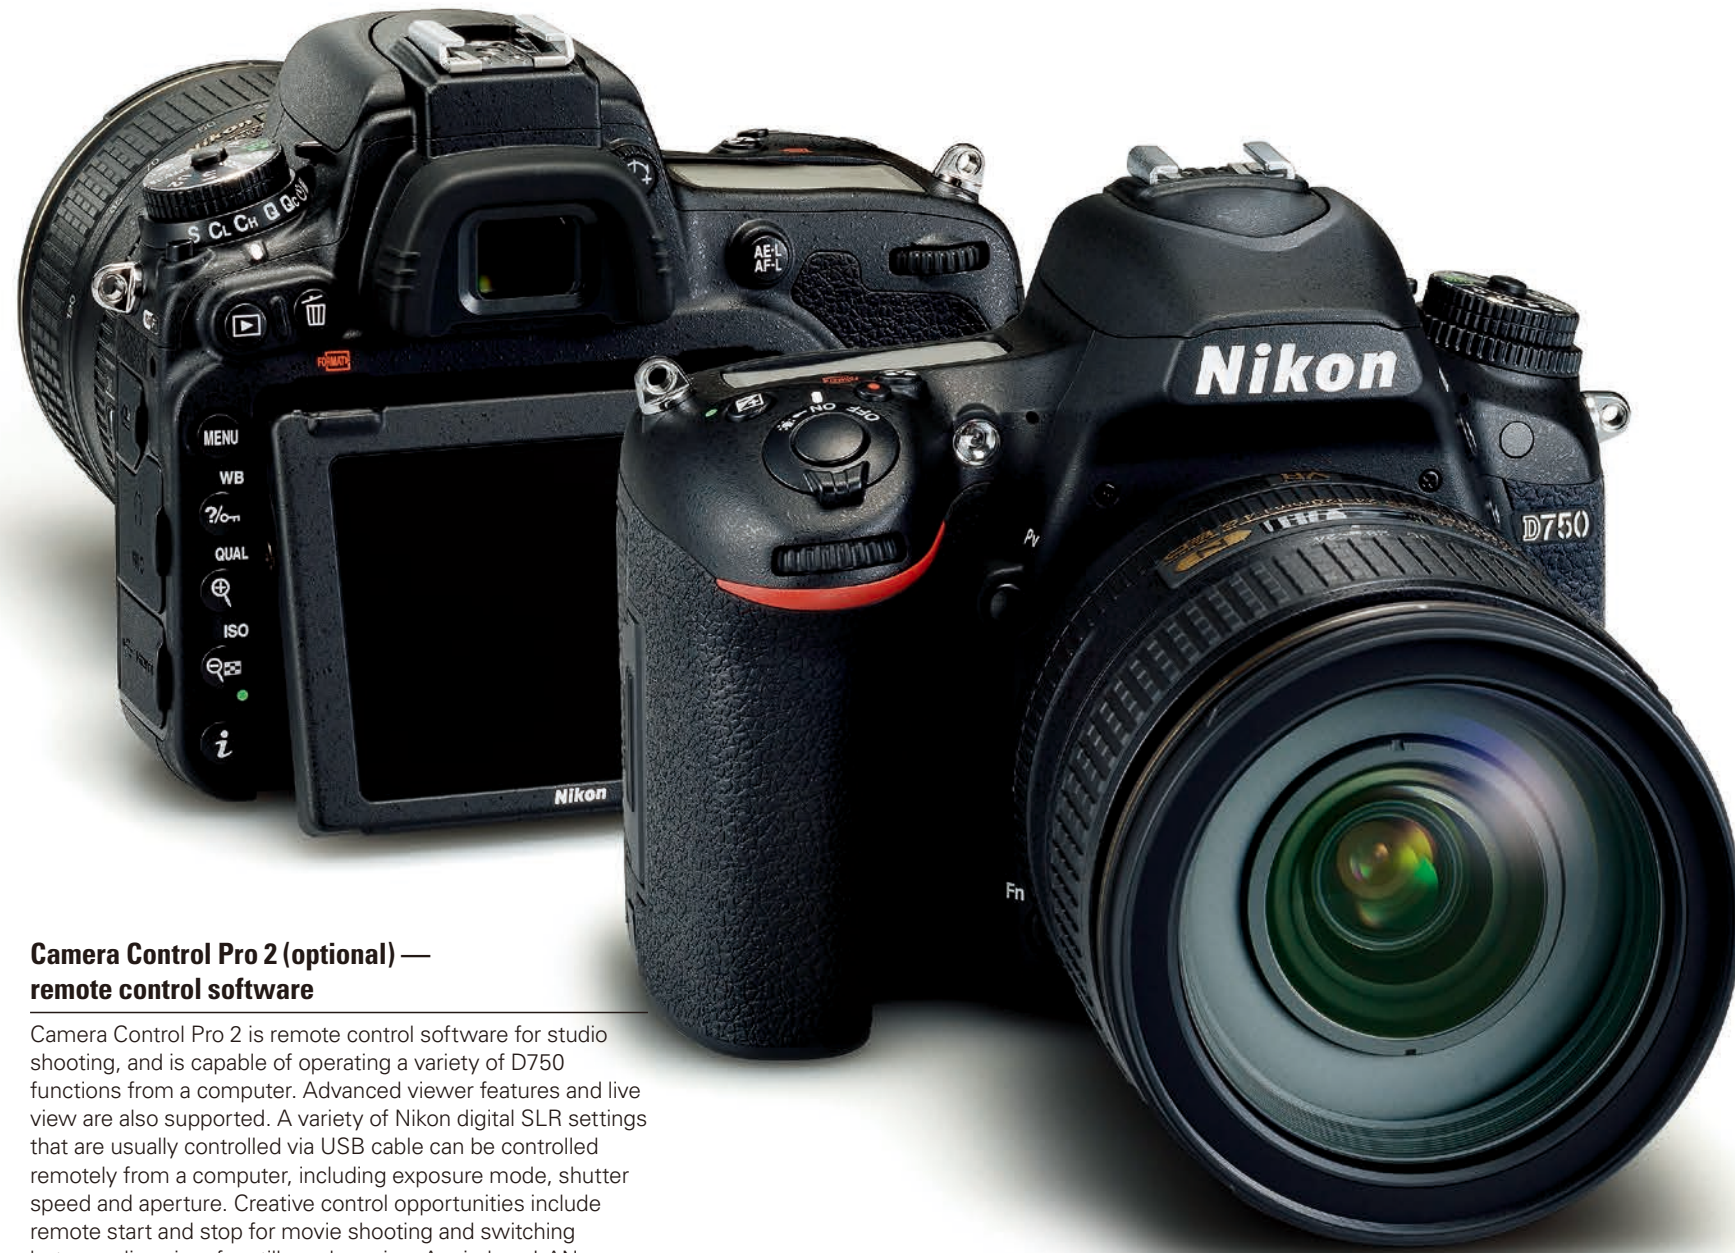 S CL CH Q Qc
AE-L
AF-L
FORMAT
MENU
WB
?
QUAL
ISO
i
Nikon
ON
OFF
Nikon
D750
Pv
VR
N
Fn
Camera Control Pro 2 (optional) —
remote control software
Camera Control Pro 2 is remote control software for studio
shooting, and is capable of operating a variety of D750
functions from a computer. Advanced viewer features and live
view are also supported. A variety of Nikon digital SLR settings
that are usually controlled via USB cable can be controlled
remotely from a computer, including exposure mode, shutter
speed and aperture. Creative control opportunities include
remote start and stop for movie shooting and switching